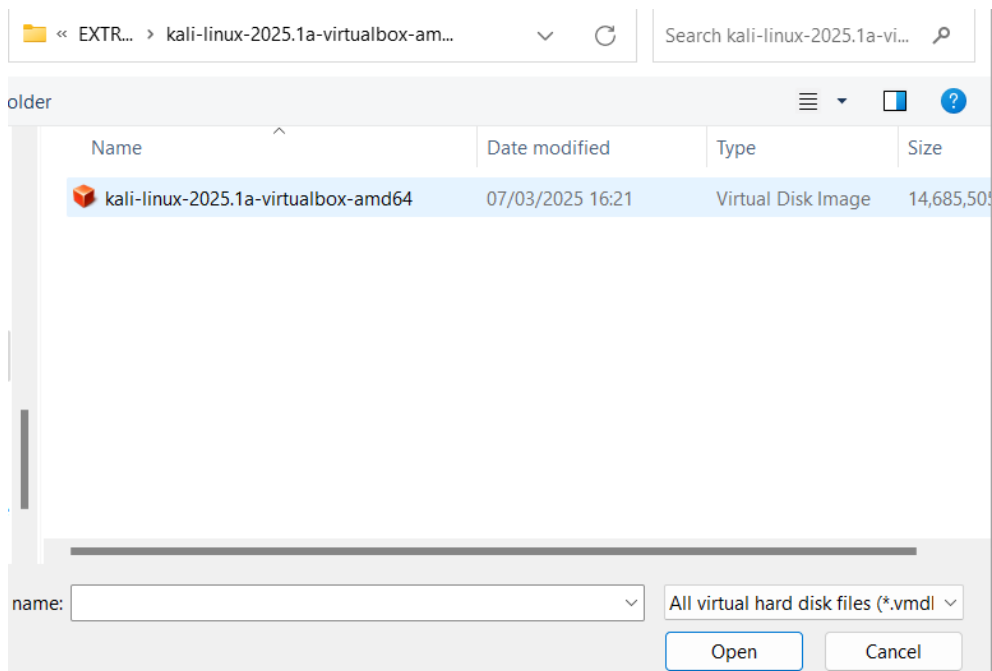 « EXTR... › kali-linux-2025.1a-virtualbox-am...
Search kali-linux-2025.1a-vi...
older
Name Date modified Type Size
kali-linux-2025.1a-virtualbox-amd64 07/03/2025 16:21 Virtual Disk Image 14,685,505
name: All virtual hard disk files (*.vmdl
Open Cancel